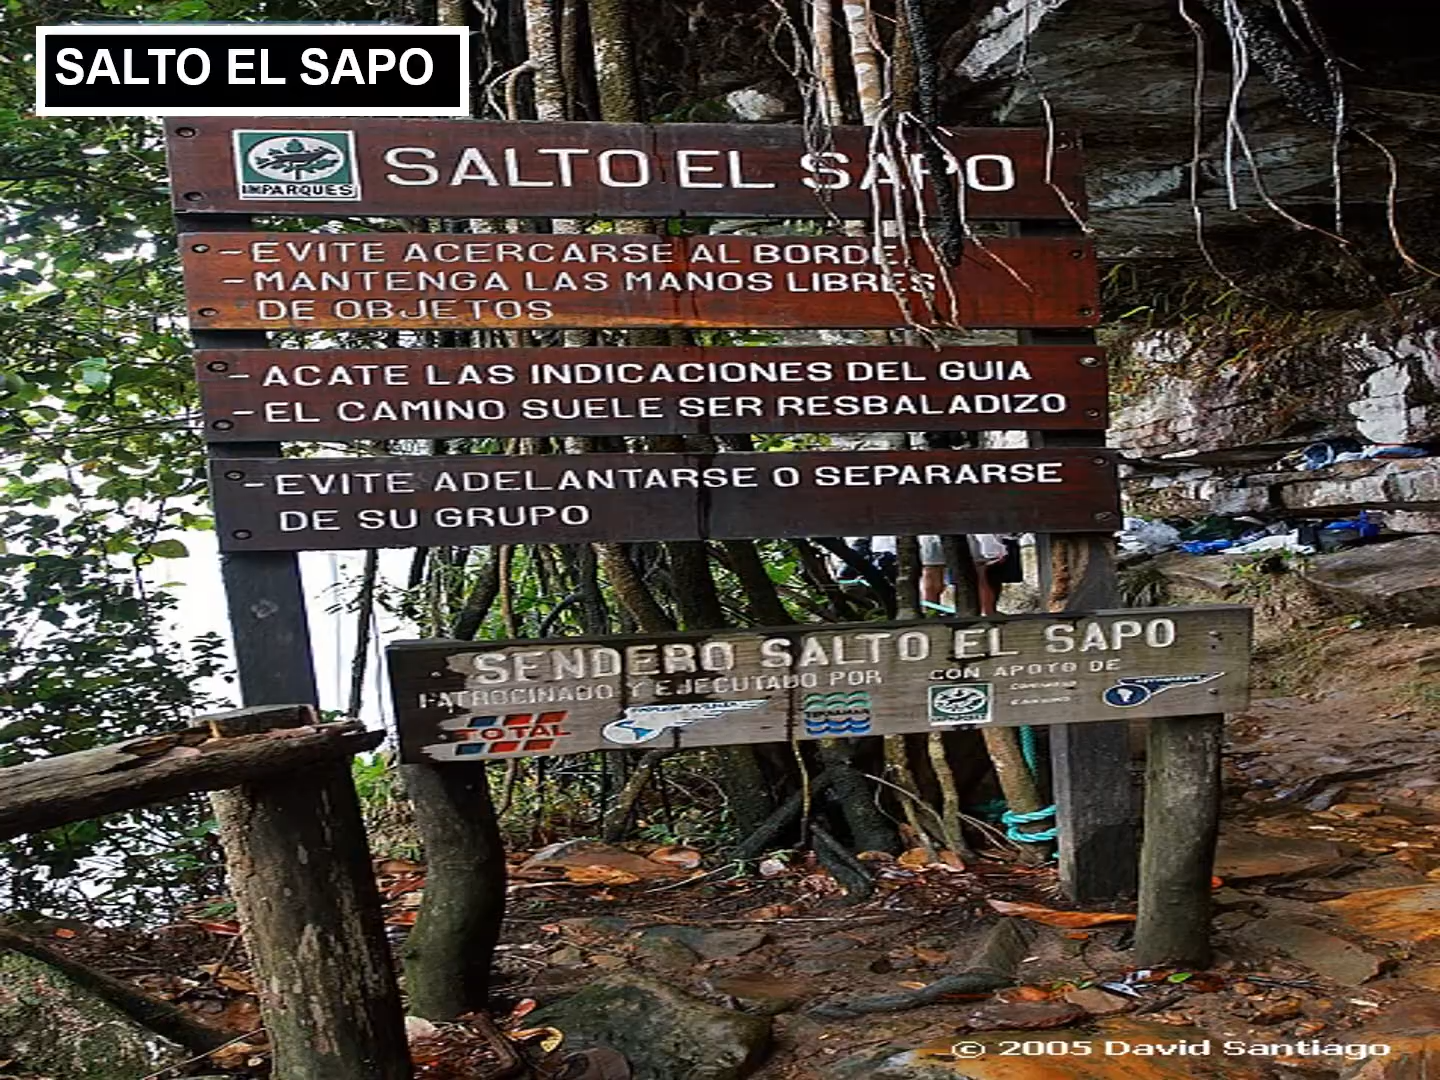 SALTO EL SAPO
INPARQUES
SALTO EL SAPO
- EVITE ACERCARSE AL BORDE
- MANTENGA LAS MANOS LIBRES
DE OBJETOS
- ACATE LAS INDICACIONES DEL GUIA
- EL CAMINO SUELE SER RESBALADIZO
- EVITE ADELANTARSE O SEPARARSE
DE SU GRUPO
SENDERO SALTO EL SAPO
PATROCINADO Y EJECUTADO POR
CON APOYO DE
TOTAL
© 2005 David Santiago